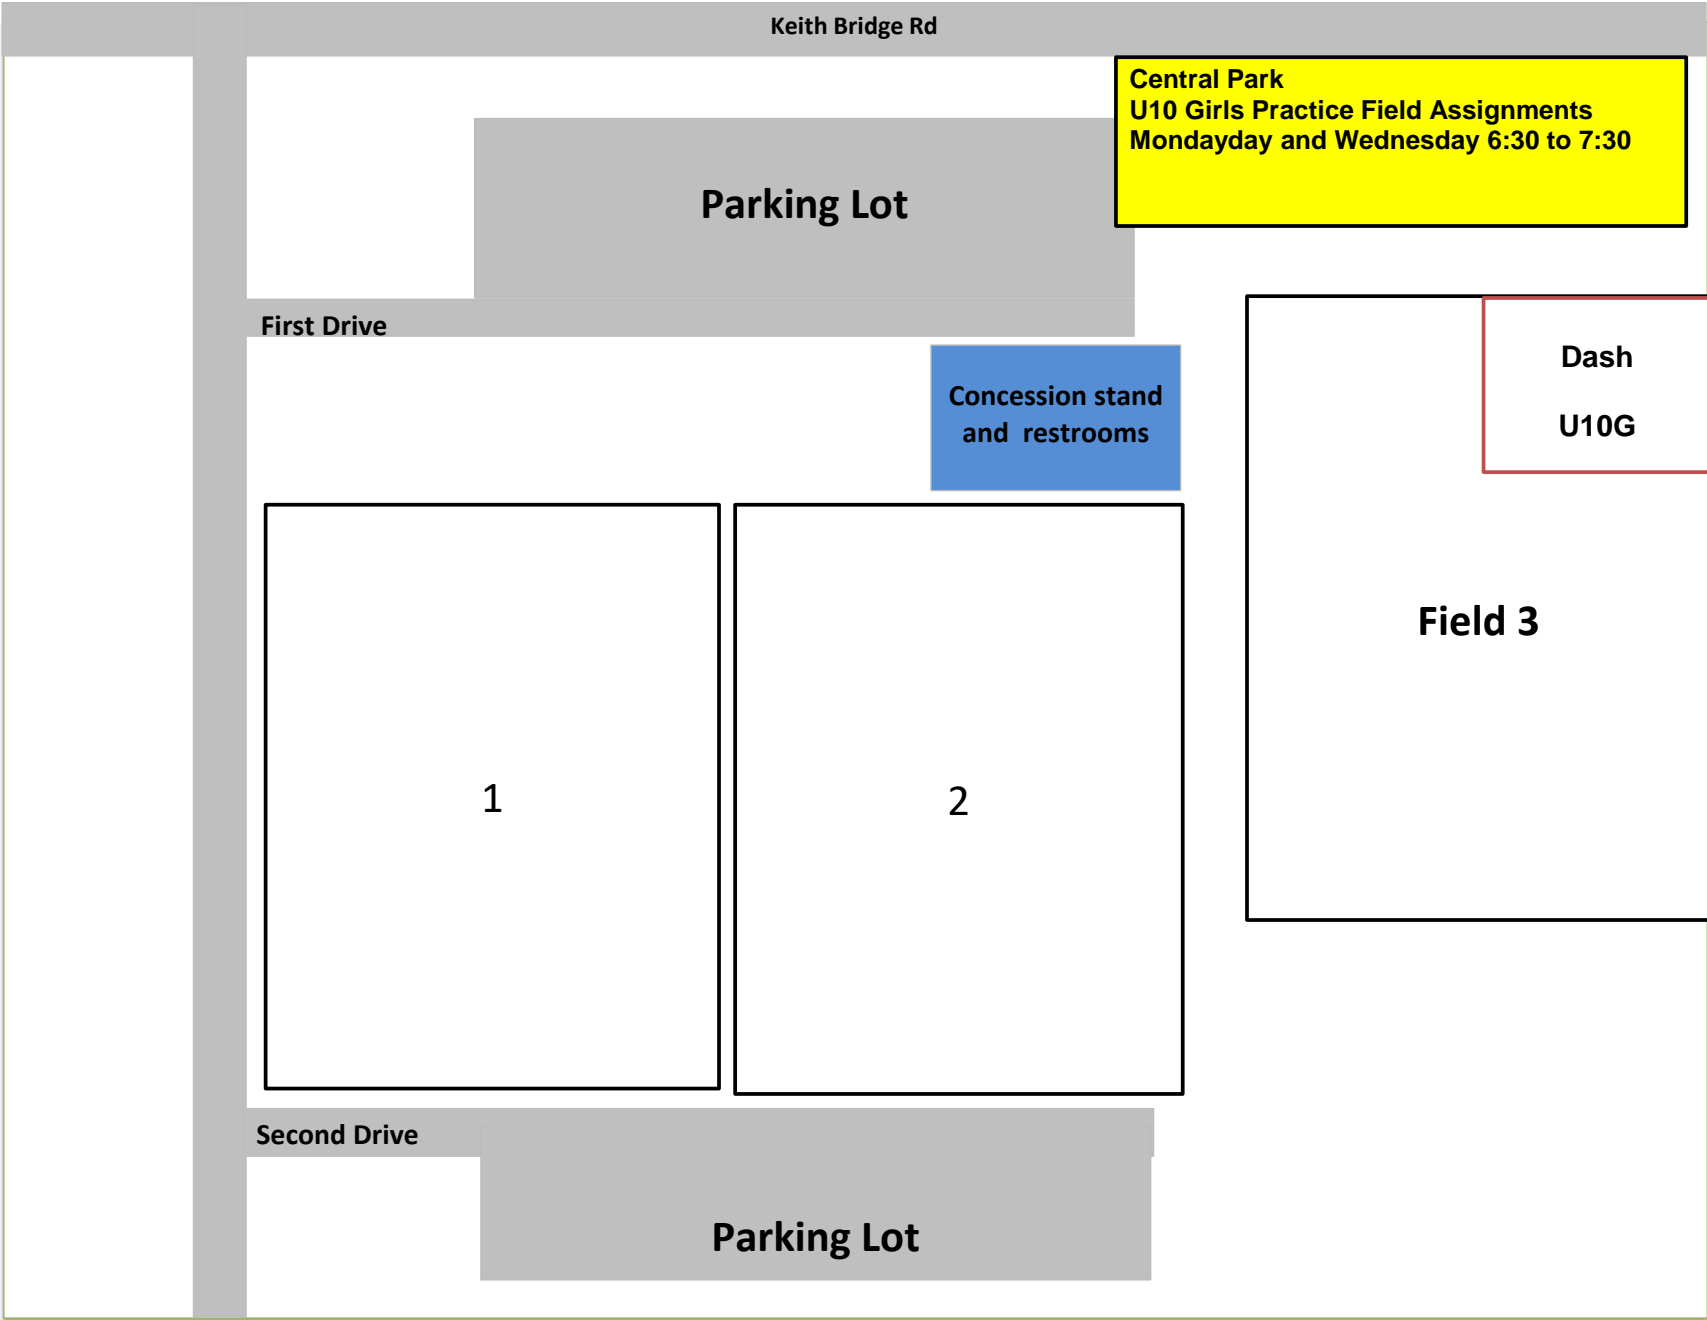 Keith Bridge Rd
Central Park
U10 Girls Practice Field Assignments
Mondayday and Wednesday 6:30 to 7:30
Parking Lot
First Drive
Dash
U10G
Concession stand
and restrooms
Field 3
1
2
Second Drive
Parking Lot